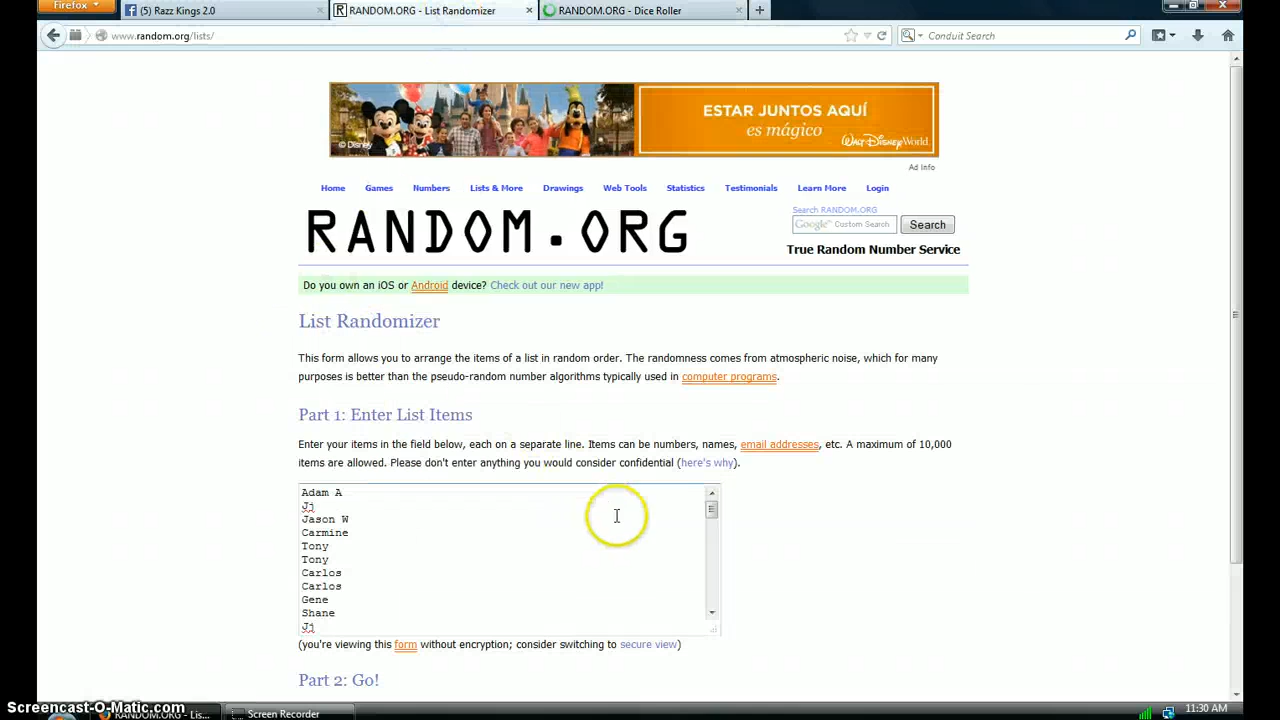 Firefox
(5) Razz Kings 2.0
RANDOM.ORG - List Randomizer
RANDOM.ORG - Dice Roller
www.random.org/lists/
Conduit Search
ESTAR JUNTOS AQUÍ
es mágico
WALT DISNEY World.
© Disney
Ad Info
Home Games Numbers Lists & More Drawings Web Tools Statistics Testimonials Learn More Login
Search RANDOM.ORG
RANDOM.ORG
Google™ Custom Search
Search
True Random Number Service
Do you own an iOS or Android device? Check out our new app!
List Randomizer
This form allows you to arrange the items of a list in random order. The randomness comes from atmospheric noise, which for many
purposes is better than the pseudo-random number algorithms typically used in computer programs.
Part 1: Enter List Items
Enter your items in the field below, each on a separate line. Items can be numbers, names, email addresses, etc. A maximum of 10,000
items are allowed. Please don't enter anything you would consider confidential (here's why).
Adam A
Jj
Jason W
Carmine
Tony
Tony
Carlos
Carlos
Gene
Shane
Jj
(you're viewing this form without encryption; consider switching to secure view)
Part 2: Go!
Screencast-O-Matic.com
RANDOM.ORG - Lis...
Screen Recorder
11:30 AM